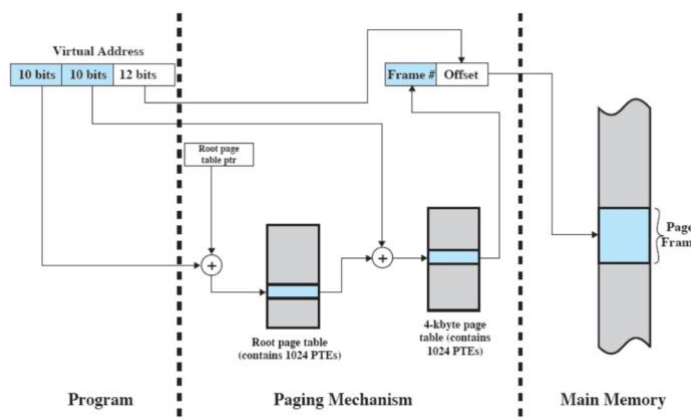 Virtual Address
10 bits 10 bits 12 bits
Frame # Offset
Root page
table ptr
+
+
Page
Fram
Root page table
(contains 1024 PTEs)
4-kbyte page
table (contains
1024 PTEs)
Program
Paging Mechanism
Main Memory